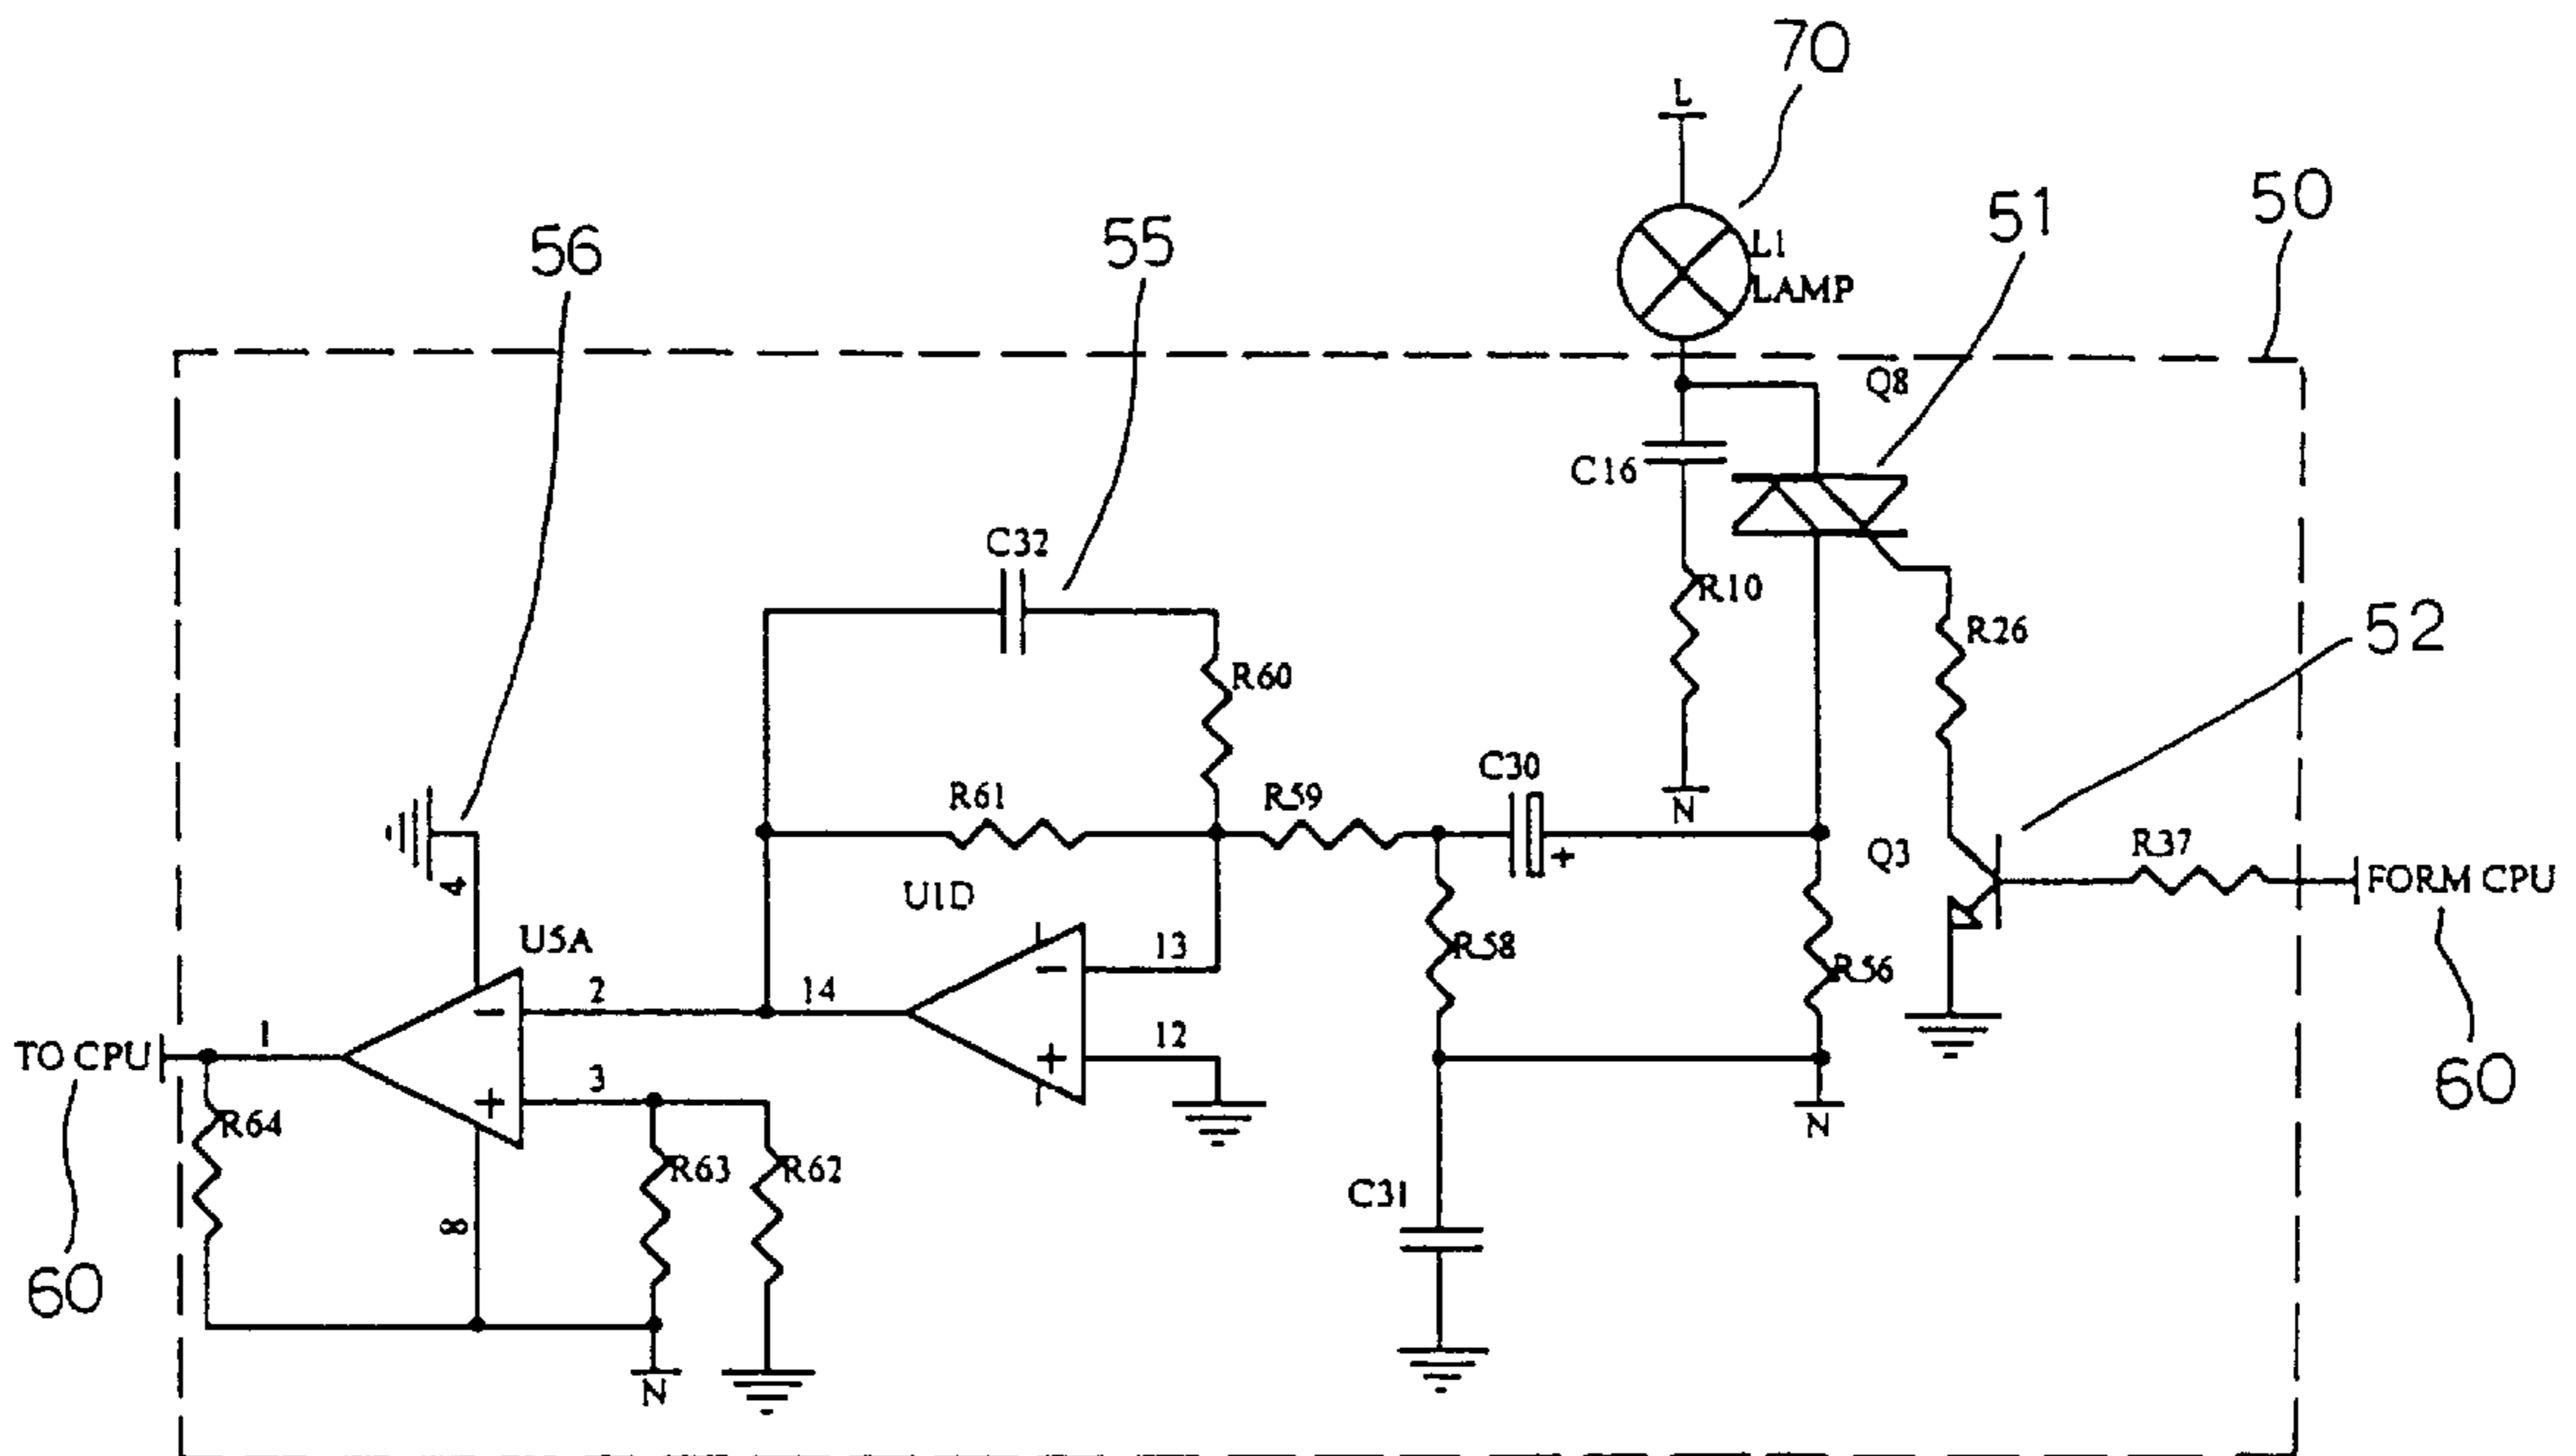 70
L
L1
LAMP
50
51
55
56
Q8
C16
C32
R10
R26
52
R60
C30
R61
R59
N
Q3
R37
FORM CPU
4
U1D
U5A
13
R58
R56
2
14
−
−
TO CPU
1
12
+
3
+
60
R64
N
R63
R62
C31
8
60
N
+